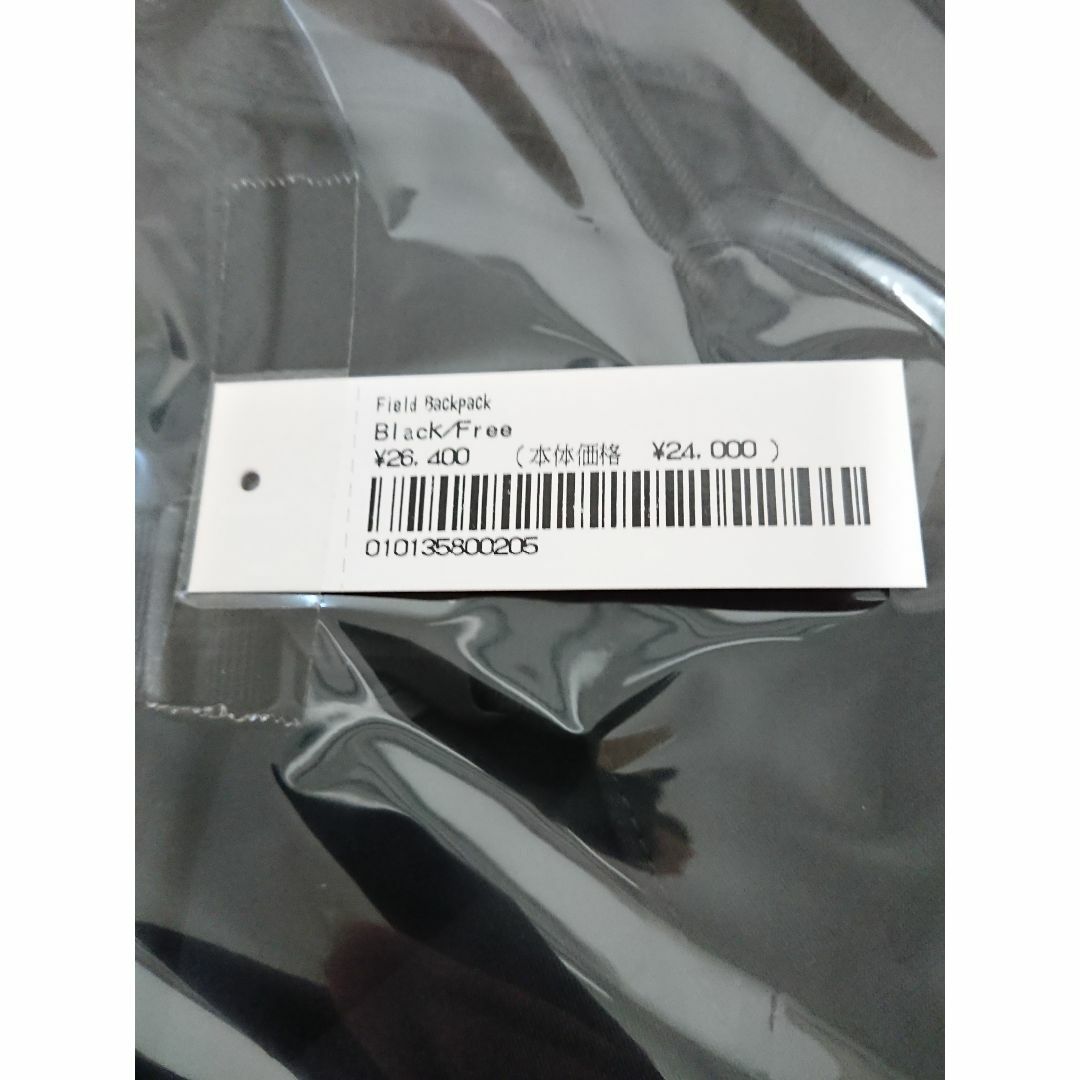 Field Backpack
Black/Free
¥26,400 (本体価格 ¥24,000)
010135800205